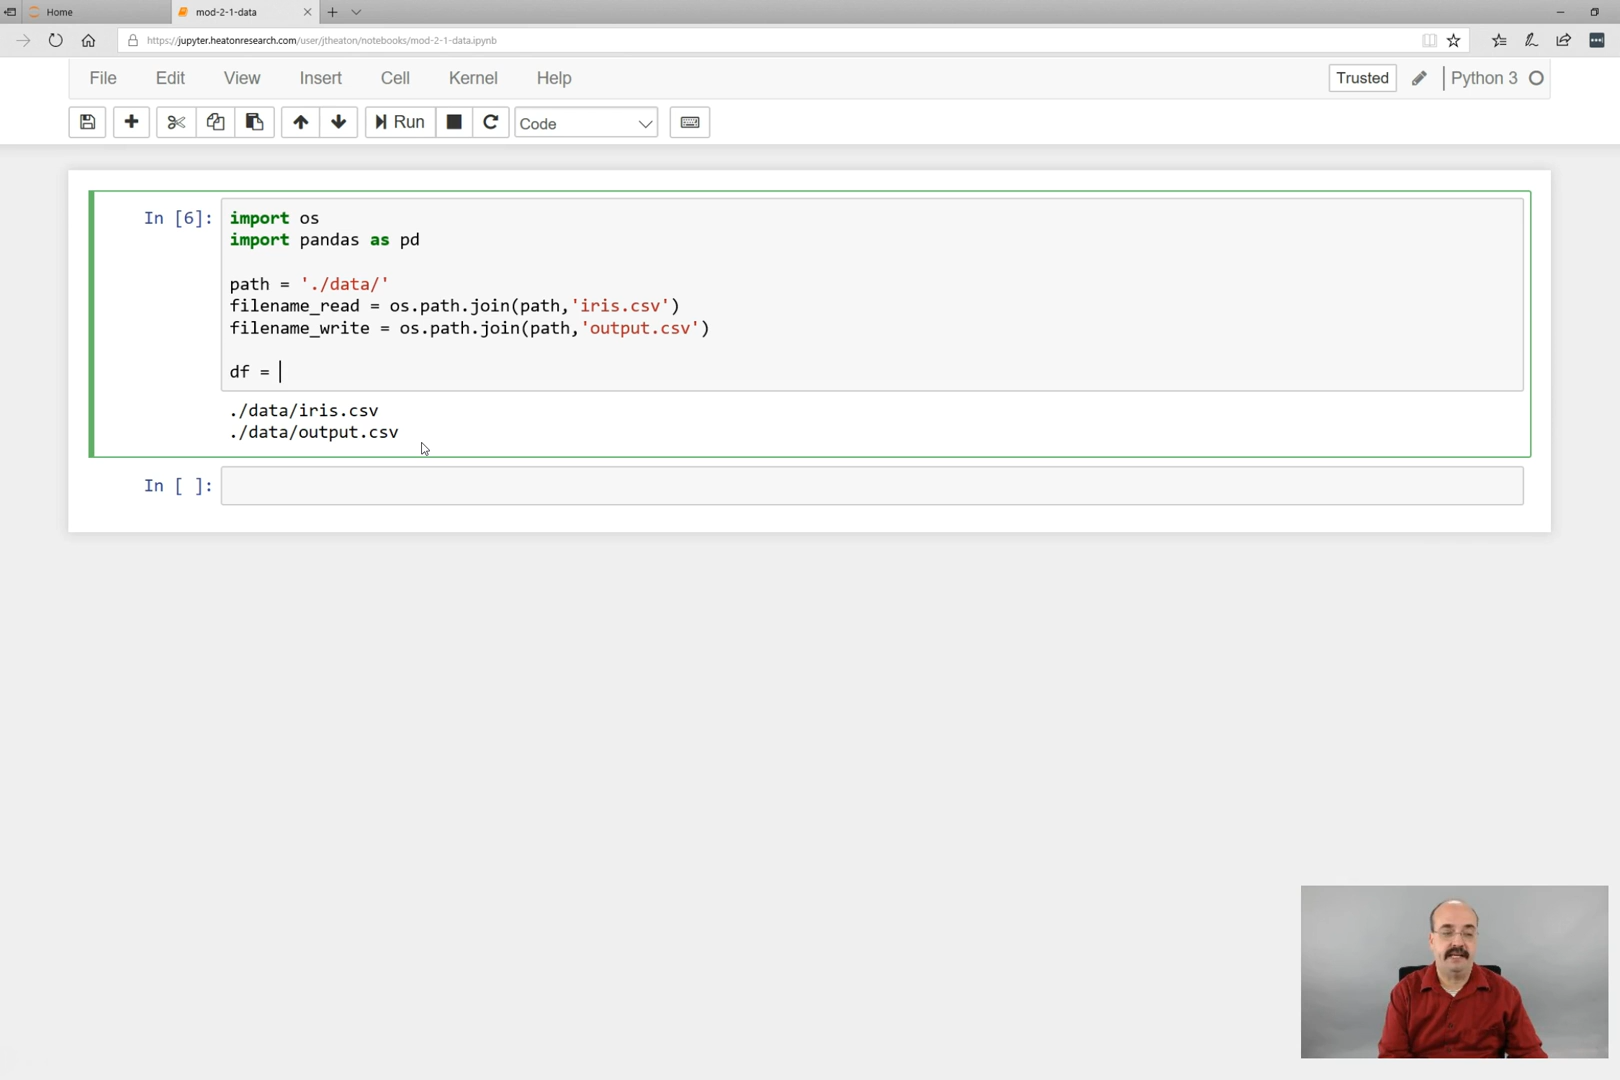 Home
mod-2-1-data
https://jupyter.heatonresearch.com/user/jtheaton/notebooks/mod-2-1-data.ipynb
File Edit View Insert Cell Kernel Help Trusted Python 3
Run Code
In [6]: import os
import pandas as pd
path = './data/'
filename_read = os.path.join(path,'iris.csv')
filename_write = os.path.join(path,'output.csv')
df =
./data/iris.csv
./data/output.csv
In [ ]: